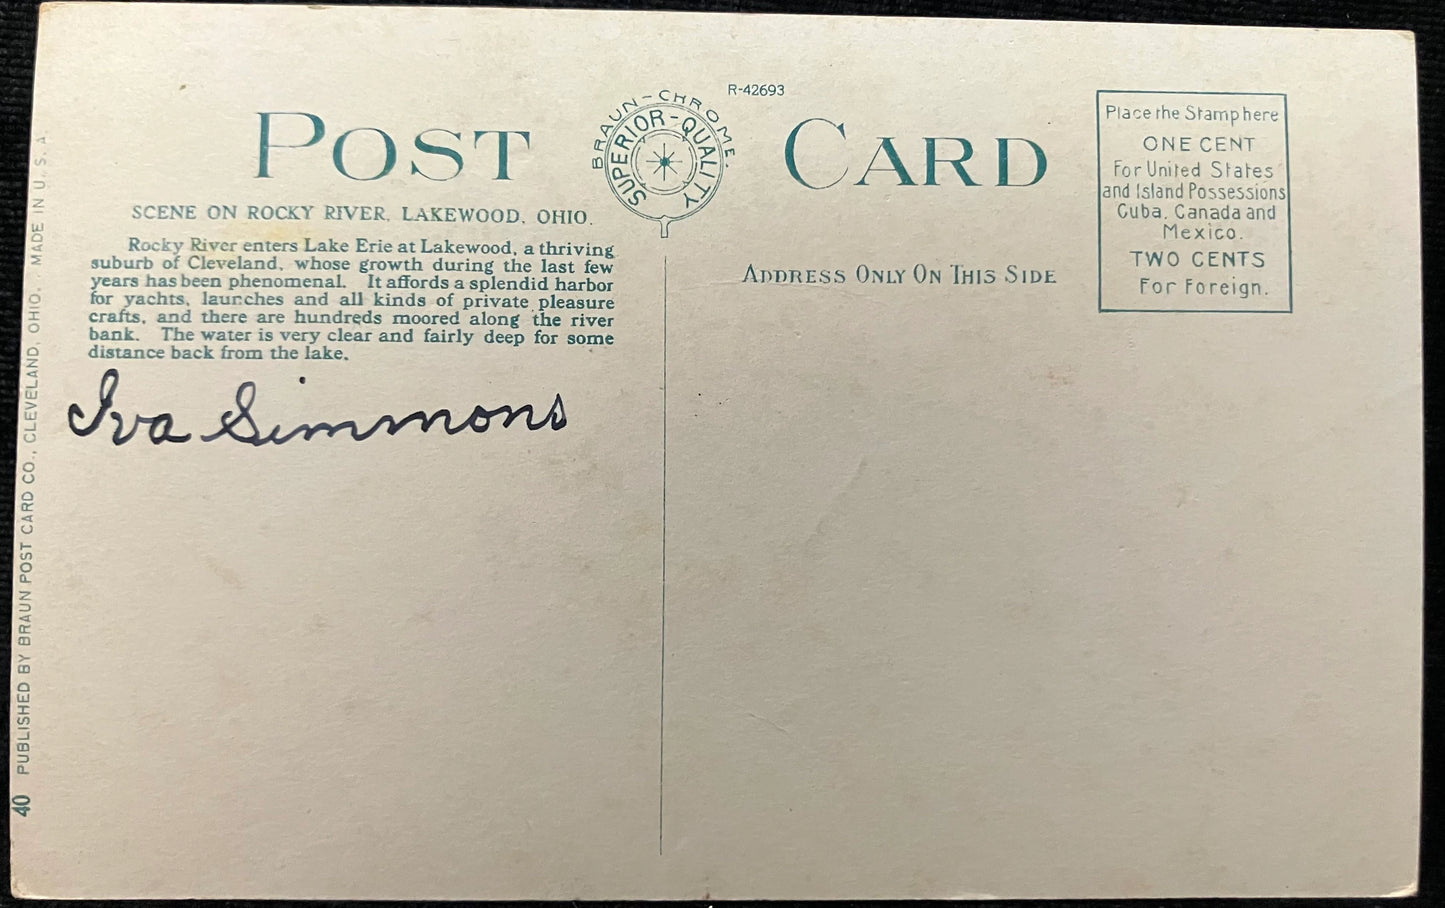 R-42693
POST CARD
BRAUN-CHROME.
SUPERIOR-QUALITY
SCENE ON ROCKY RIVER, LAKEWOOD, OHIO.
Rocky River enters Lake Erie at Lakewood, a thriving
suburb of Cleveland, whose growth during the last few
years has been phenomenal. It affords a splendid harbor
for yachts, launches and all kinds of private pleasure
crafts, and there are hundreds moored along the river
bank. The water is very clear and fairly deep for some
distance back from the lake.
Iva Simmons
ADDRESS ONLY ON THIS SIDE
Place the Stamp here
ONE CENT
For United States
and Island Possessions
Cuba, Canada and
Mexico.
TWO CENTS
For Foreign.
40 PUBLISHED BY BRAUN POST CARD CO., CLEVELAND, OHIO. MADE IN U.S.A.